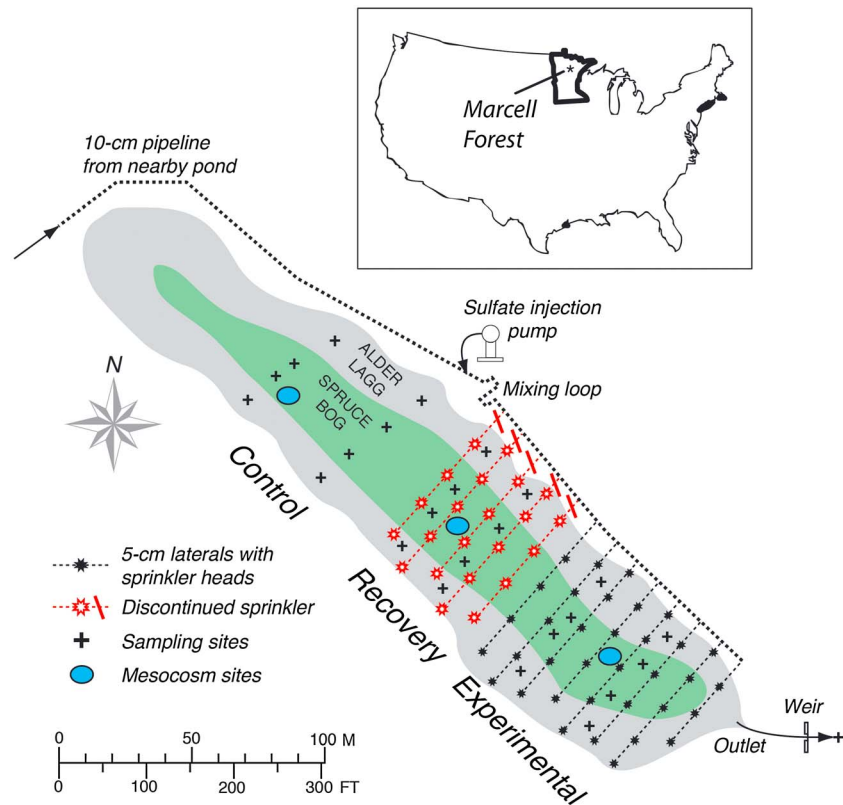 Marcell
Forest
10-cm pipeline
from nearby pond
Sulfate injection
pump
Mixing loop
N
ALDER
LAGG
SPRUCE
BOG
Control
Recovery
Experimental
5-cm laterals with
sprinkler heads
Discontinued sprinkler
Sampling sites
Mesocosm sites
0 50 100 M
0 100 200 300 FT
Weir
Outlet